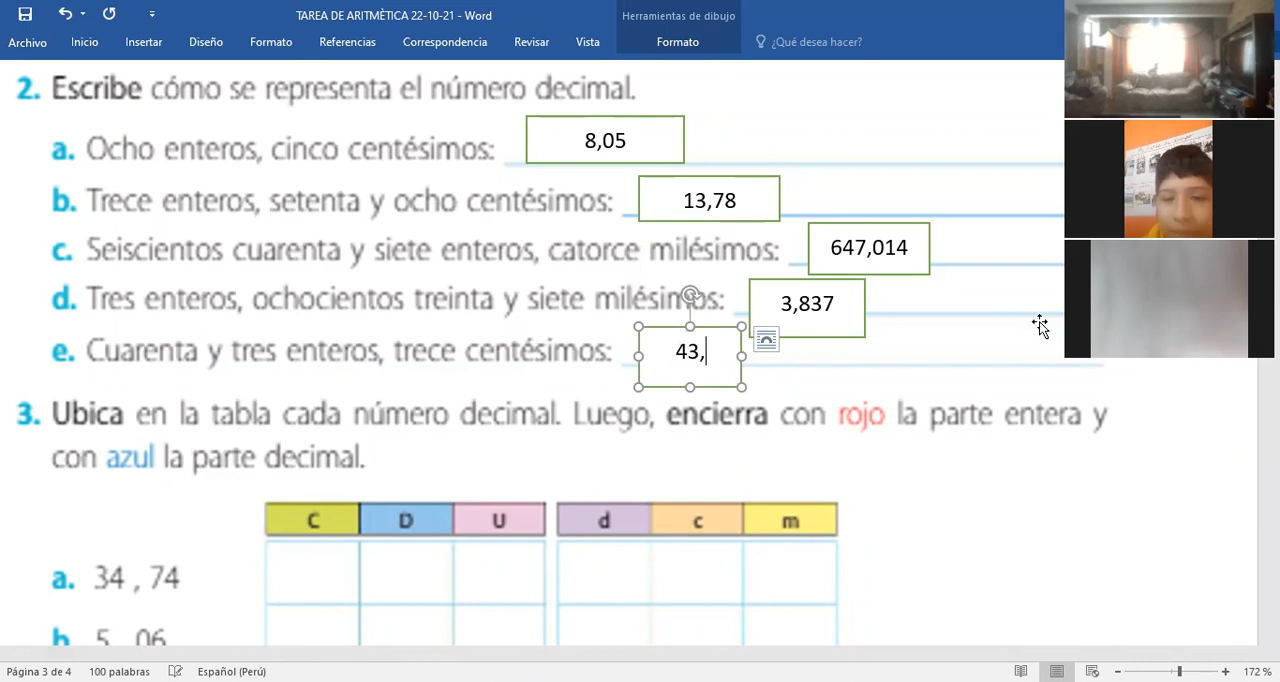 TAREA DE ARITMÈTICA 22-10-21 - Word
Herramientas de dibujo
Archivo Inicio Insertar Diseño Formato Referencias Correspondencia Revisar Vista Formato ¿Qué desea hacer?
2. Escribe cómo se representa el número decimal.
a. Ocho enteros, cinco centésimos: 8,05
b. Trece enteros, setenta y ocho centésimos: 13,78
c. Seiscientos cuarenta y siete enteros, catorce milésimos: 647,014
d. Tres enteros, ochocientos treinta y siete milésimos: 3,837
e. Cuarenta y tres enteros, trece centésimos: 43,
3. Ubica en la tabla cada número decimal. Luego, encierra con rojo la parte entera y
con azul la parte decimal.
C D U d c m
a. 34 , 74
b 5 06
Página 3 de 4 100 palabras Español (Perú) 172 %